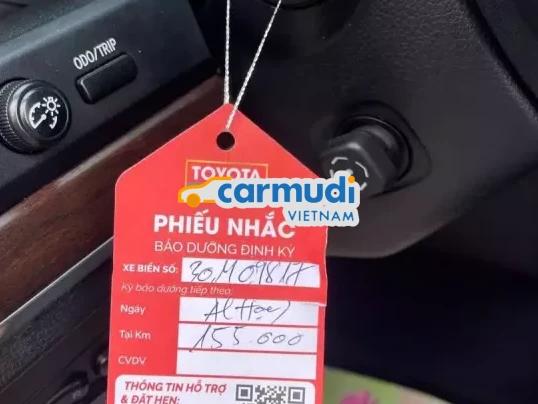 ODO/TRIP
TOYOTA
carmudi
VIETNAM
PHIẾU NHẮC
BẢO DƯỠNG ĐỊNH KỲ
XE BIỂN SỐ: 30M09817
Kỳ bảo dưỡng tiếp theo:
Ngày
Tại Km 155.000
CVDV
THÔNG TIN HỖ TRỢ
& ĐẶT HẸN: